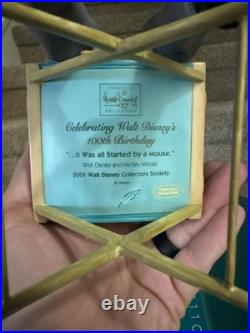 CLASSICS
Walt Disney
COLLECTION
Celebrating Walt Disney's
100th Birthday
"...it Was all Started by a Mouse."
Walt Disney and Mickey Mouse
2001 Walt Disney Collectors Society
© Disney